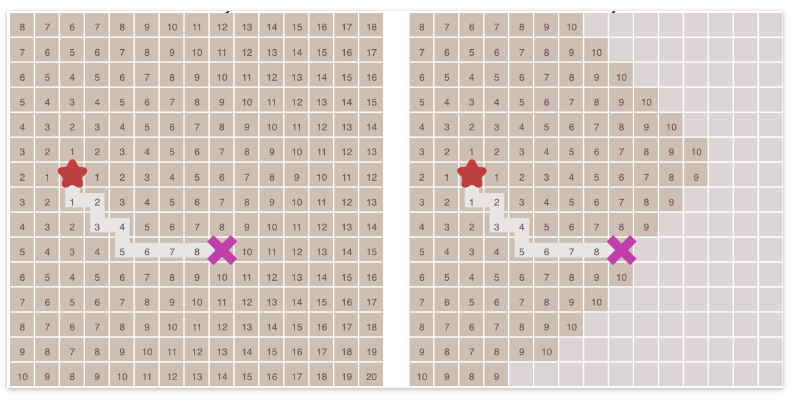 8 7 6 7 8 9 10 11 12 13 14 15 16 17 18
7 6 5 6 7 8 9 10 11 12 13 14 15 16 17
6 5 4 5 6 7 8 9 10 11 12 13 14 15 16
5 4 3 4 5 6 7 8 9 10 11 12 13 14 15
4 3 2 3 4 5 6 7 8 9 10 11 12 13 14
3 2 1 2 3 4 5 6 7 8 9 10 11 12 13
2 1 1 2 3 4 5 6 7 8 9 10 11 12
3 2 1 2 3 4 5 6 7 8 9 10 11 12 13
4 3 2 3 4 5 6 7 8 9 10 11 12 13 14
5 4 3 4 5 6 7 8 10 11 12 13 14 15
6 5 4 5 6 7 8 9 10 11 12 13 14 15 16
7 6 5 6 7 8 9 10 11 12 13 14 15 16 17
8 7 6 7 8 9 10 11 12 13 14 15 16 17 18
9 8 7 8 9 10 11 12 13 14 15 16 17 18 19
10 9 8 9 10 11 12 13 14 15 16 17 18 19 20
8 7 6 7 8 9 10
7 6 5 6 7 8 9 10
6 5 4 5 6 7 8 9 10
5 4 3 4 5 6 7 8 9 10
4 3 2 3 4 5 6 7 8 9 10
3 2 1 2 3 4 5 6 7 8 9 10
2 1 1 2 3 4 5 6 7 8 9
3 2 1 2 3 4 5 6 7 8 9
4 3 2 3 4 5 6 7 8 9
5 4 3 4 5 6 7 8
6 5 4 5 6 7 8 9 10
7 6 5 6 7 8 9 10
8 7 6 7 8 9 10
9 8 7 8 9 10
10 9 8 9